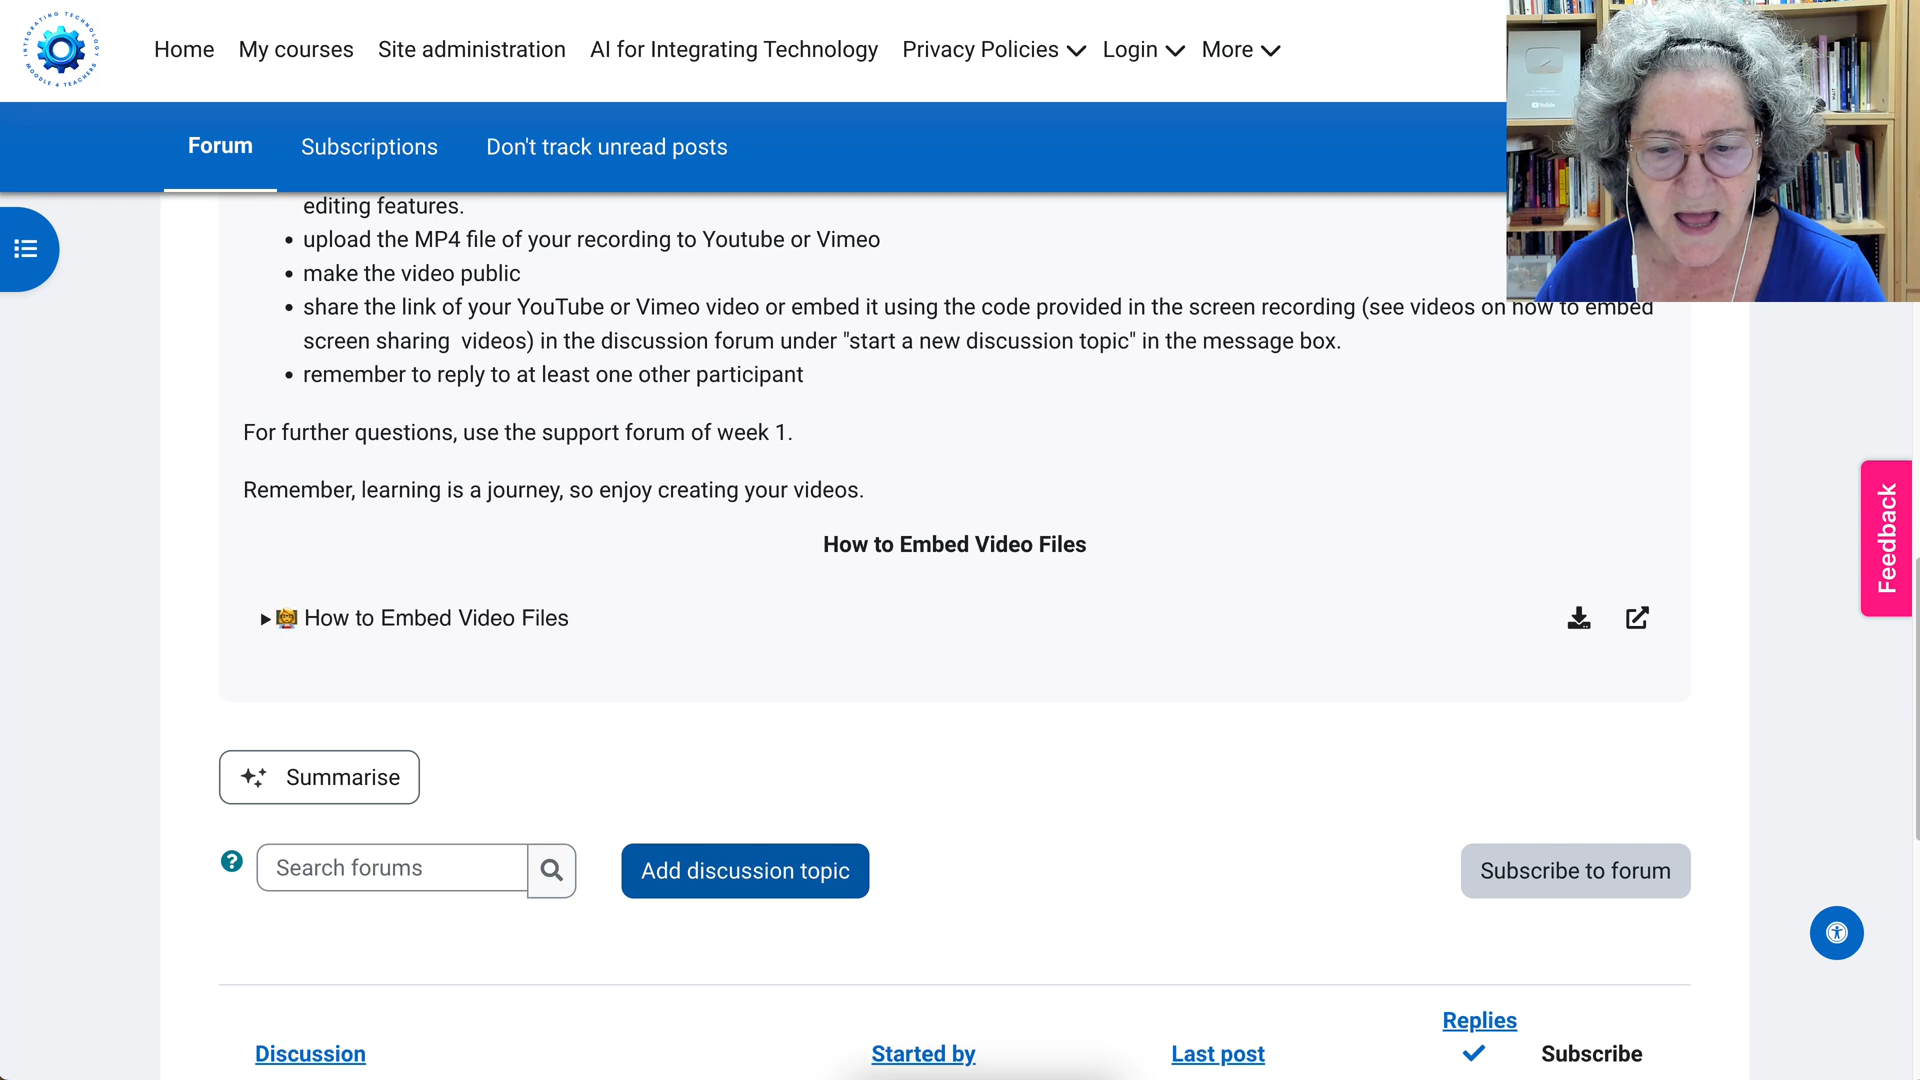 INTEGRATING TECHNOLOGY
MOODLE 4 TEACHERS
Home My courses Site administration AI for Integrating Technology Privacy Policies Login More
Forum Subscriptions Don't track unread posts
editing features.
• upload the MP4 file of your recording to Youtube or Vimeo
• make the video public
• share the link of your YouTube or Vimeo video or embed it using the code provided in the screen recording (see videos on how to embed
screen sharing videos) in the discussion forum under "start a new discussion topic" in the message box.
• remember to reply to at least one other participant
For further questions, use the support forum of week 1.
Remember, learning is a journey, so enjoy creating your videos.
How to Embed Video Files
How to Embed Video Files
Feedback
Summarise
Search forums
Add discussion topic
Subscribe to forum
Replies
Discussion Started by Last post Subscribe
YouTube